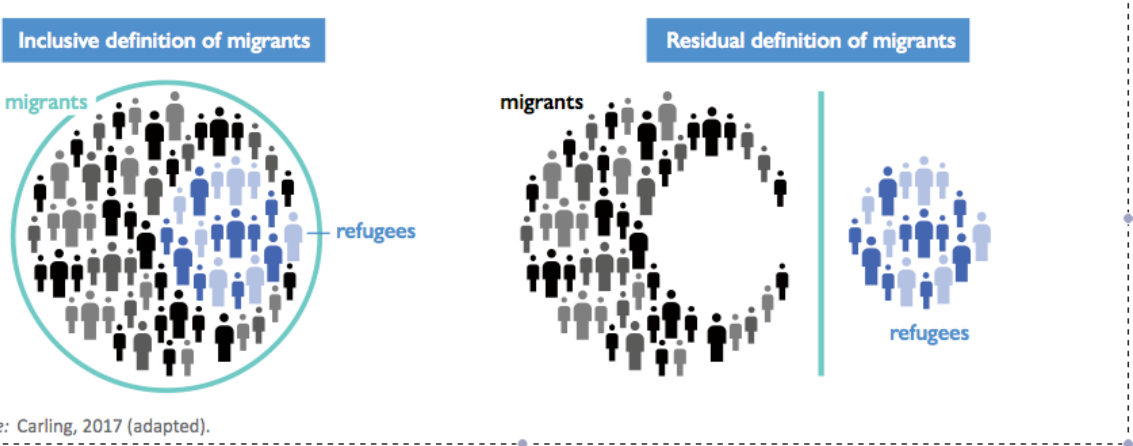 Inclusive definition of migrants
migrants
refugees
Residual definition of migrants
migrants
refugees
e: Carling, 2017 (adapted).